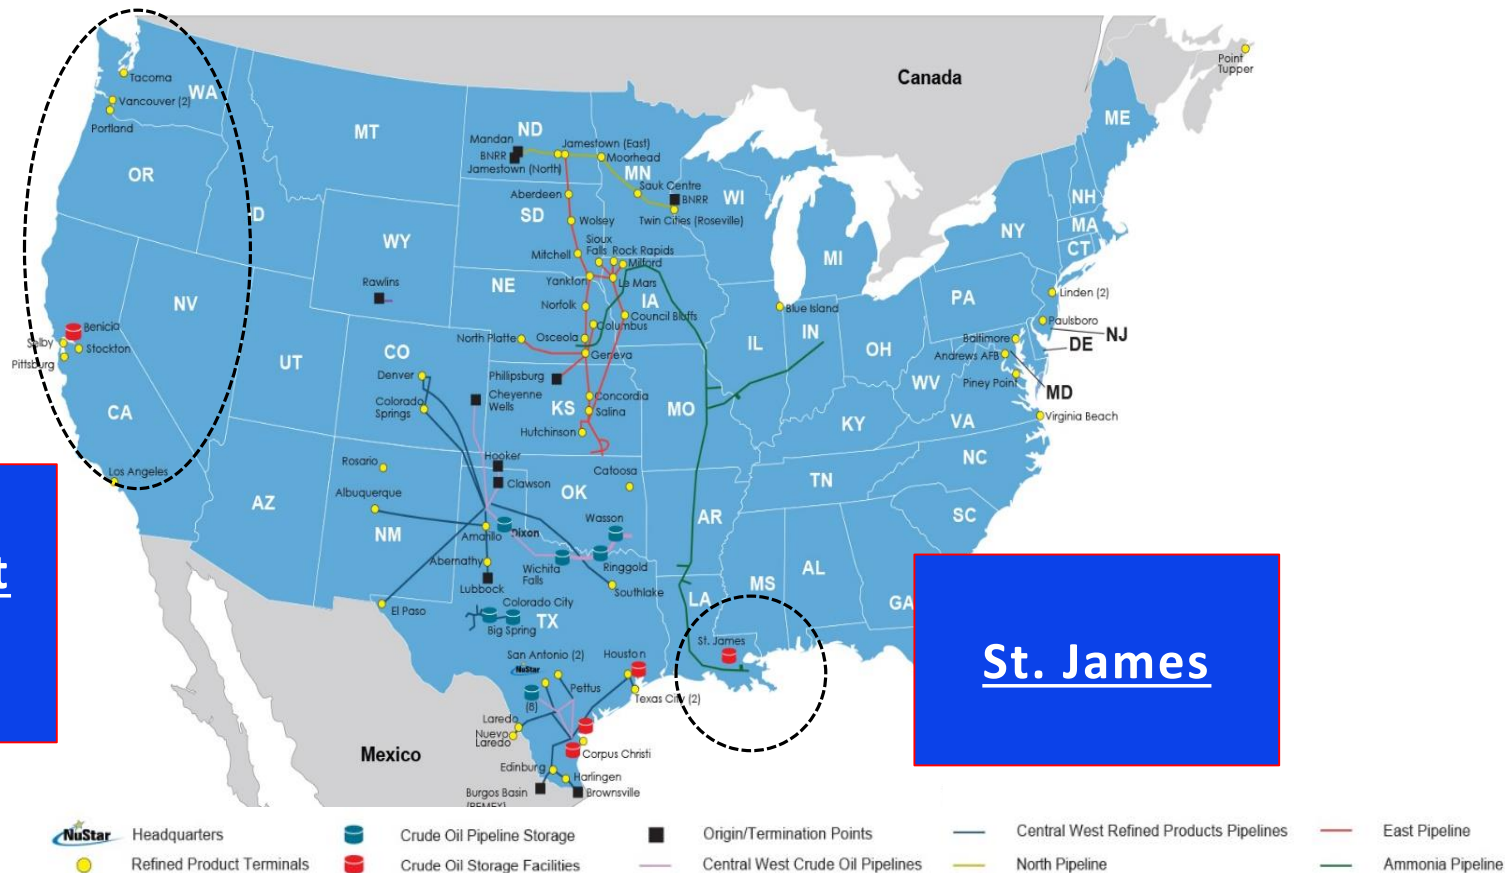 Canada
Point
Tupper
Tacoma
WA
Vancouver (2)
Portland
MT
ND
Mandan
BNRR
Jamestown (North)
Jamestown (East)
Moorhead
MN
ME
OR
Aberdeen
Sauk Centre
BNRR
WI
Twin Cities (Roseville)
NH
MA
CT
NY
D
SD
Wolsey
WY
Sioux
Falls
Rock Rapids
Mitchell
Milford
MI
Rawlins
NE
Yankton
Le Mars
NV
Norfolk
IA
PA
Linden (2)
Blue Island
Council Bluffs
Columbus
Paulsboro
NJ
Benicia
Selby
Stockton
Pittsburg
UT
CO
North Platte
Osceola
Geneva
IL
IN
OH
Baltimore
DE
Andrews AFB
Denver
Phillipsburg
WV
Piney Point
MD
Colorado
Springs
Cheyenne
Wells
KS
Concordia
Salina
MO
KY
VA
Virginia Beach
CA
Hutchinson
NC
Los Angeles
Rosario
Hooker
Catoosa
TN
Albuquerque
Clawson
OK
AZ
NM
Amarillo
Dixon
Wasson
AR
SC
Abernathy
Wichita
Falls
Ringgold
Lubbock
Southlake
MS
AL
GA
LA
El Paso
Colorado City
Big Spring
TX
t
St. James
St. James
San Antonio (2)
Houston
NuStar
Pettus
(8)
Texas City (2)
Laredo
Nuevo
Laredo
Mexico
Corpus Christi
Edinburg
Harlingen
Burgos Basin
(PEMEX)
Brownsville
NuStar
Headquarters
Crude Oil Pipeline Storage
Origin/Termination Points
Central West Refined Products Pipelines
East Pipeline
Refined Product Terminals
Crude Oil Storage Facilities
Central West Crude Oil Pipelines
North Pipeline
Ammonia Pipeline